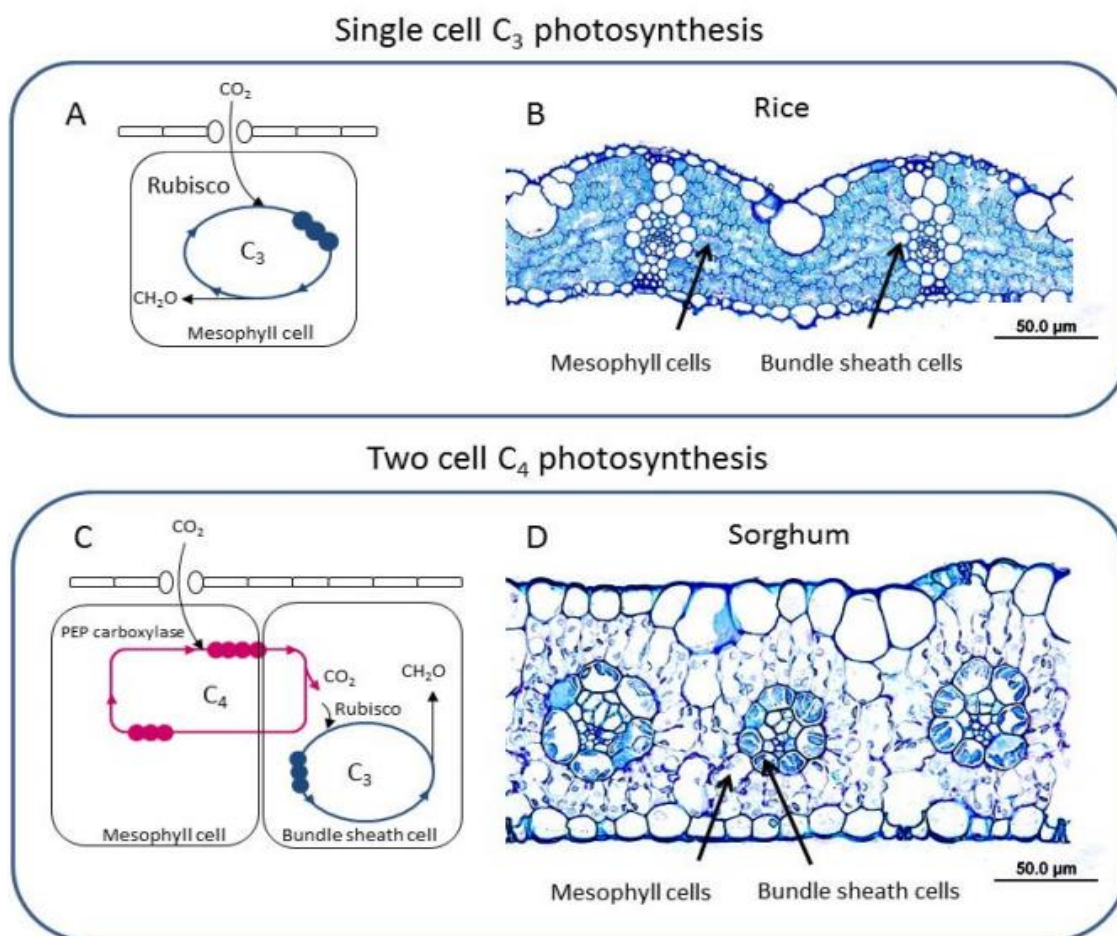 Single cell C₃ photosynthesis
A
CO₂
Rubisco
C₃
CH₂O
Mesophyll cell
B
Rice
50.0 µm
Mesophyll cells
Bundle sheath cells
Two cell C₄ photosynthesis
C
CO₂
PEP carboxylase
C₄
CO₂
CH₂O
Rubisco
C₃
Mesophyll cell
Bundle sheath cell
D
Sorghum
Mesophyll cells
Bundle sheath cells
50.0 µm